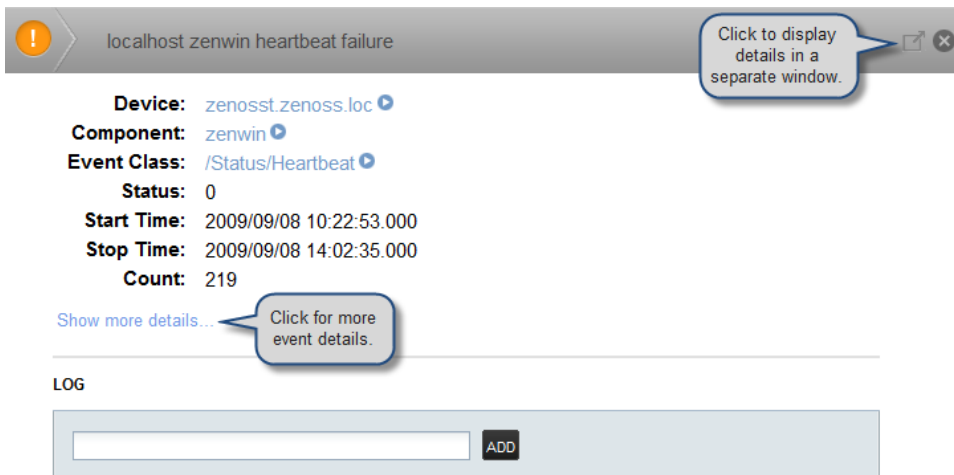 localhost zenwin heartbeat failure
Click to display
details in a
separate window.
Device: zenosst.zenoss.loc
Component: zenwin
Event Class: /Status/Heartbeat
Status: 0
Start Time: 2009/09/08 10:22:53.000
Stop Time: 2009/09/08 14:02:35.000
Count: 219
Show more details...
Click for more
event details.
LOG
ADD